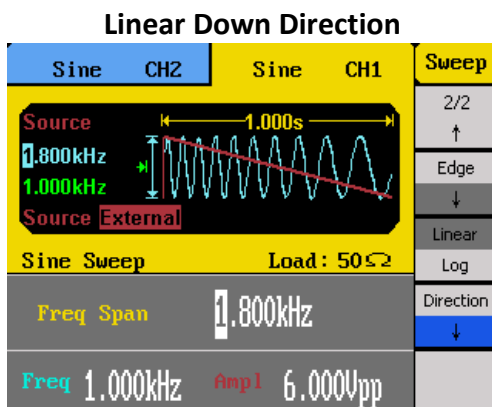 Linear Down Direction
Sine CH2 Sine CH1 Sweep
2/2
↑
Source 1.000s
1.800kHz
1.000kHz
Source External
Edge
↓
Linear
Log
Sine Sweep Load: 50Ω
Direction
↓
Freq Span 1.800kHz
Freq 1.000kHz Ampl 6.000Vpp